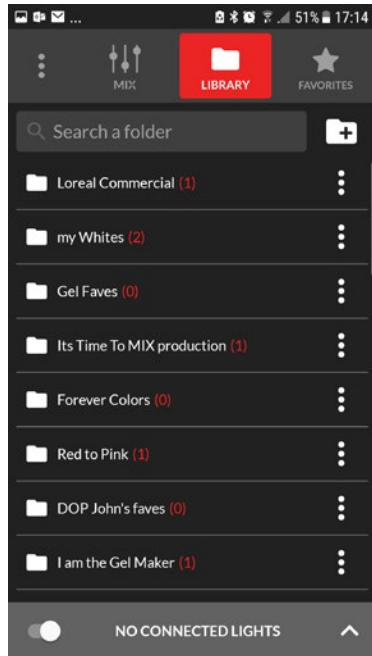 ... 51% 17:14
MIX
LIBRARY
FAVORITES
Search a folder
Loreal Commercial (1)
my Whites (2)
Gel Faves (0)
Its Time To MIX production (1)
Forever Colors (0)
Red to Pink (1)
DOP John's faves (0)
I am the Gel Maker (1)
NO CONNECTED LIGHTS